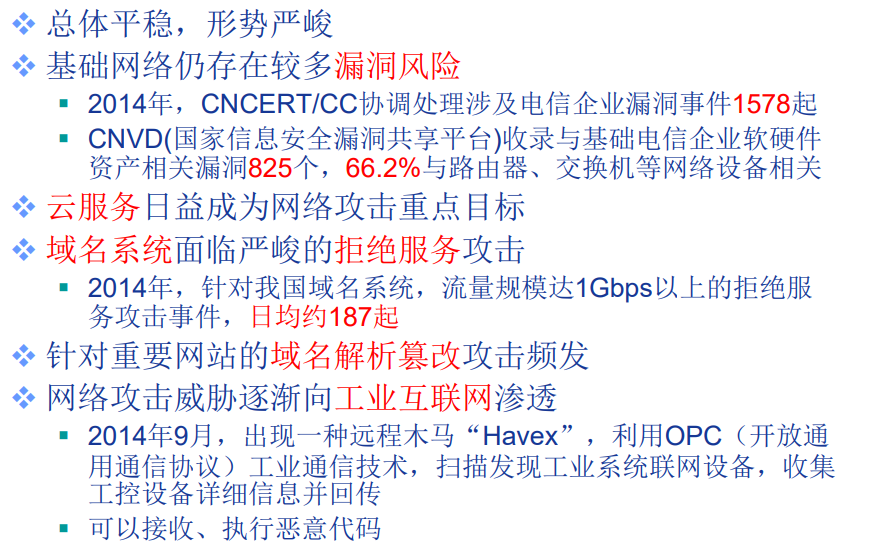 总体平稳，形势严峻
基础网络仍存在较多漏洞风险
2014年，CNCERT/CC协调处理涉及电信企业漏洞事件1578起
CNVD(国家信息安全漏洞共享平台)收录与基础电信企业软硬件
资产相关漏洞825个，66.2%与路由器、交换机等网络设备相关
云服务日益成为网络攻击重点目标
域名系统面临严峻的拒绝服务攻击
2014年，针对我国域名系统，流量规模达1Gbps以上的拒绝服
务攻击事件，日均约187起
针对重要网站的域名解析篡改攻击频发
网络攻击威胁逐渐向工业互联网渗透
2014年9月，出现一种远程木马“Havex”，利用OPC（开放通
用通信协议）工业通信技术，扫描发现工业系统联网设备，收集
工控设备详细信息并回传
可以接收、执行恶意代码